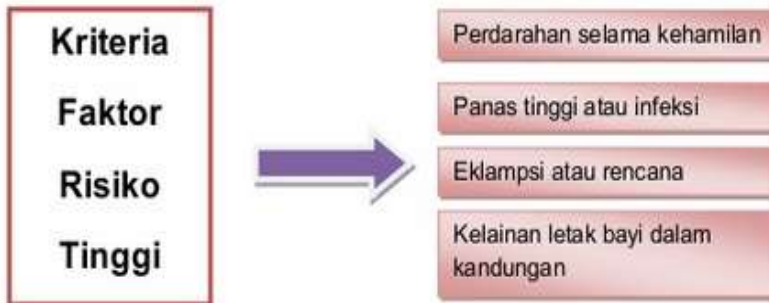 Kriteria
Faktor
Risiko
Tinggi
Perdarahan selama kehamilan
Panas tinggi atau infeksi
Eklampsi atau rencana
Kelainan letak bayi dalam
kandungan